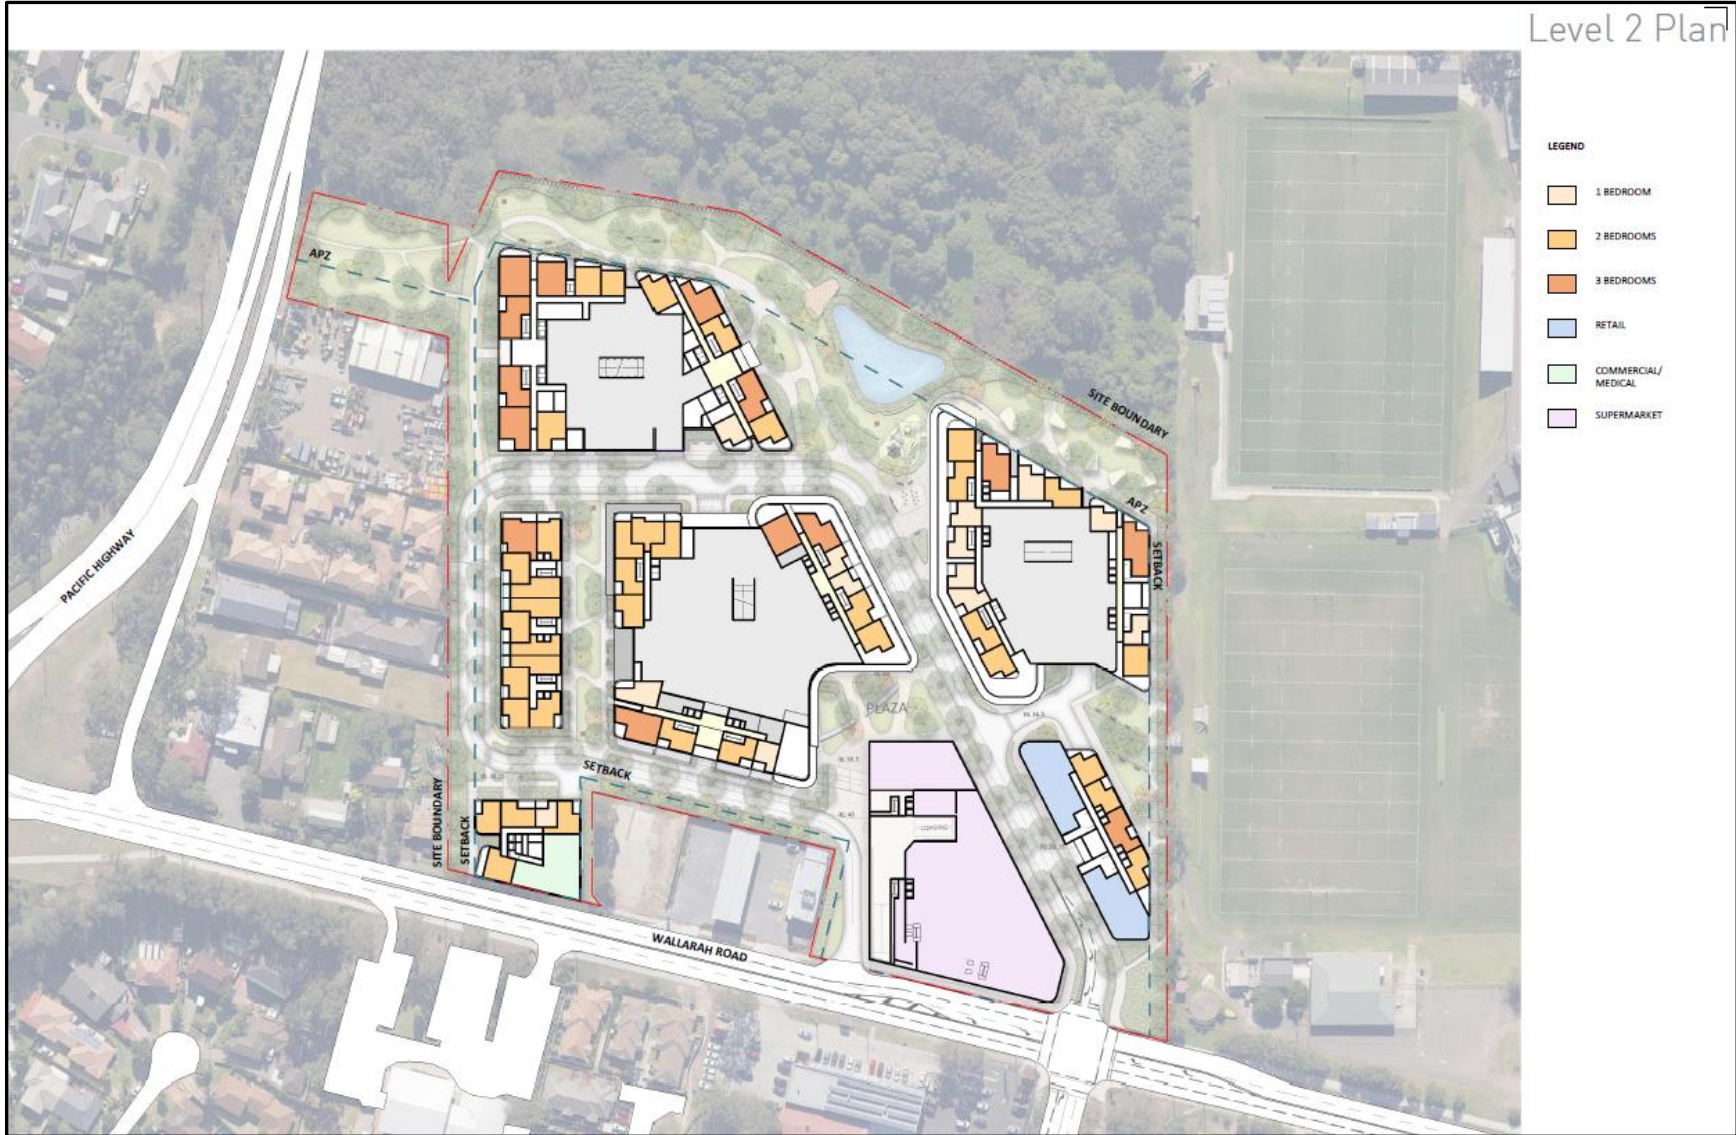 Level 2 Plan
LEGEND
1 BEDROOM
2 BEDROOMS
3 BEDROOMS
RETAIL
COMMERCIAL/
MEDICAL
SUPERMARKET
APZ
SITE BOUNDARY
APZ
SETBACK
PACIFIC HIGHWAY
PLAZA
SETBACK
SITE BOUNDARY
SETBACK
LOADING
WALLARAH ROAD